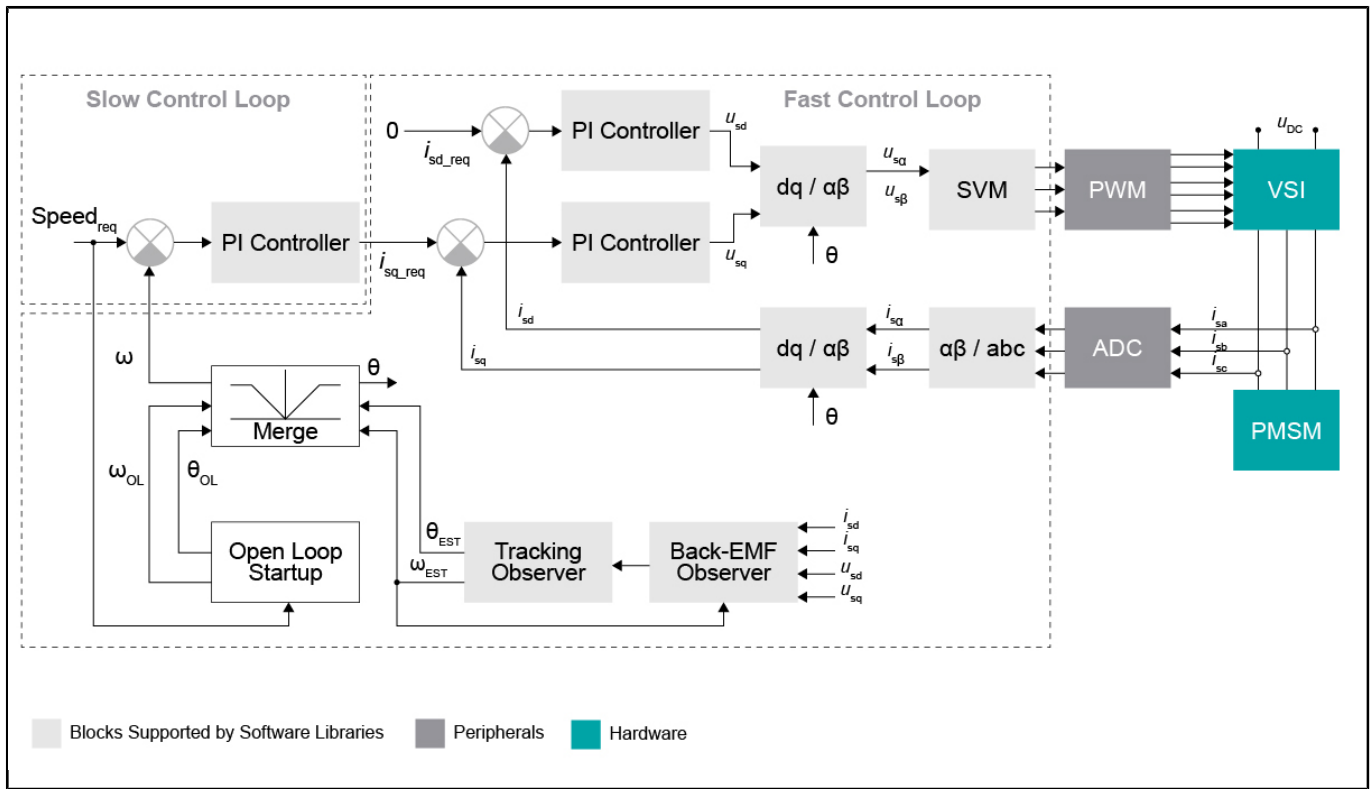 Slow Control Loop
Fast Control Loop
0
isd_req
PI Controller
usd
uDC
dq / αβ
usα
usβ
SVM
PWM
VSI
Speedreq
PI Controller
isq_req
PI Controller
usq
θ
isd
isq
dq / αβ
isα
isβ
αβ / abc
ADC
isa
isb
isc
θ
PMSM
ω
θ
Merge
ωOL
θOL
Open Loop
Startup
θEST
ωEST
Tracking
Observer
Back-EMF
Observer
isd
isq
usd
usq
Blocks Supported by Software Libraries
Peripherals
Hardware